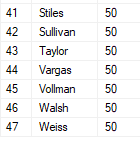 41 Stiles 50
42 Sullivan 50
43 Taylor 50
44 Vargas 50
45 Vollman 50
46 Walsh 50
47 Weiss 50